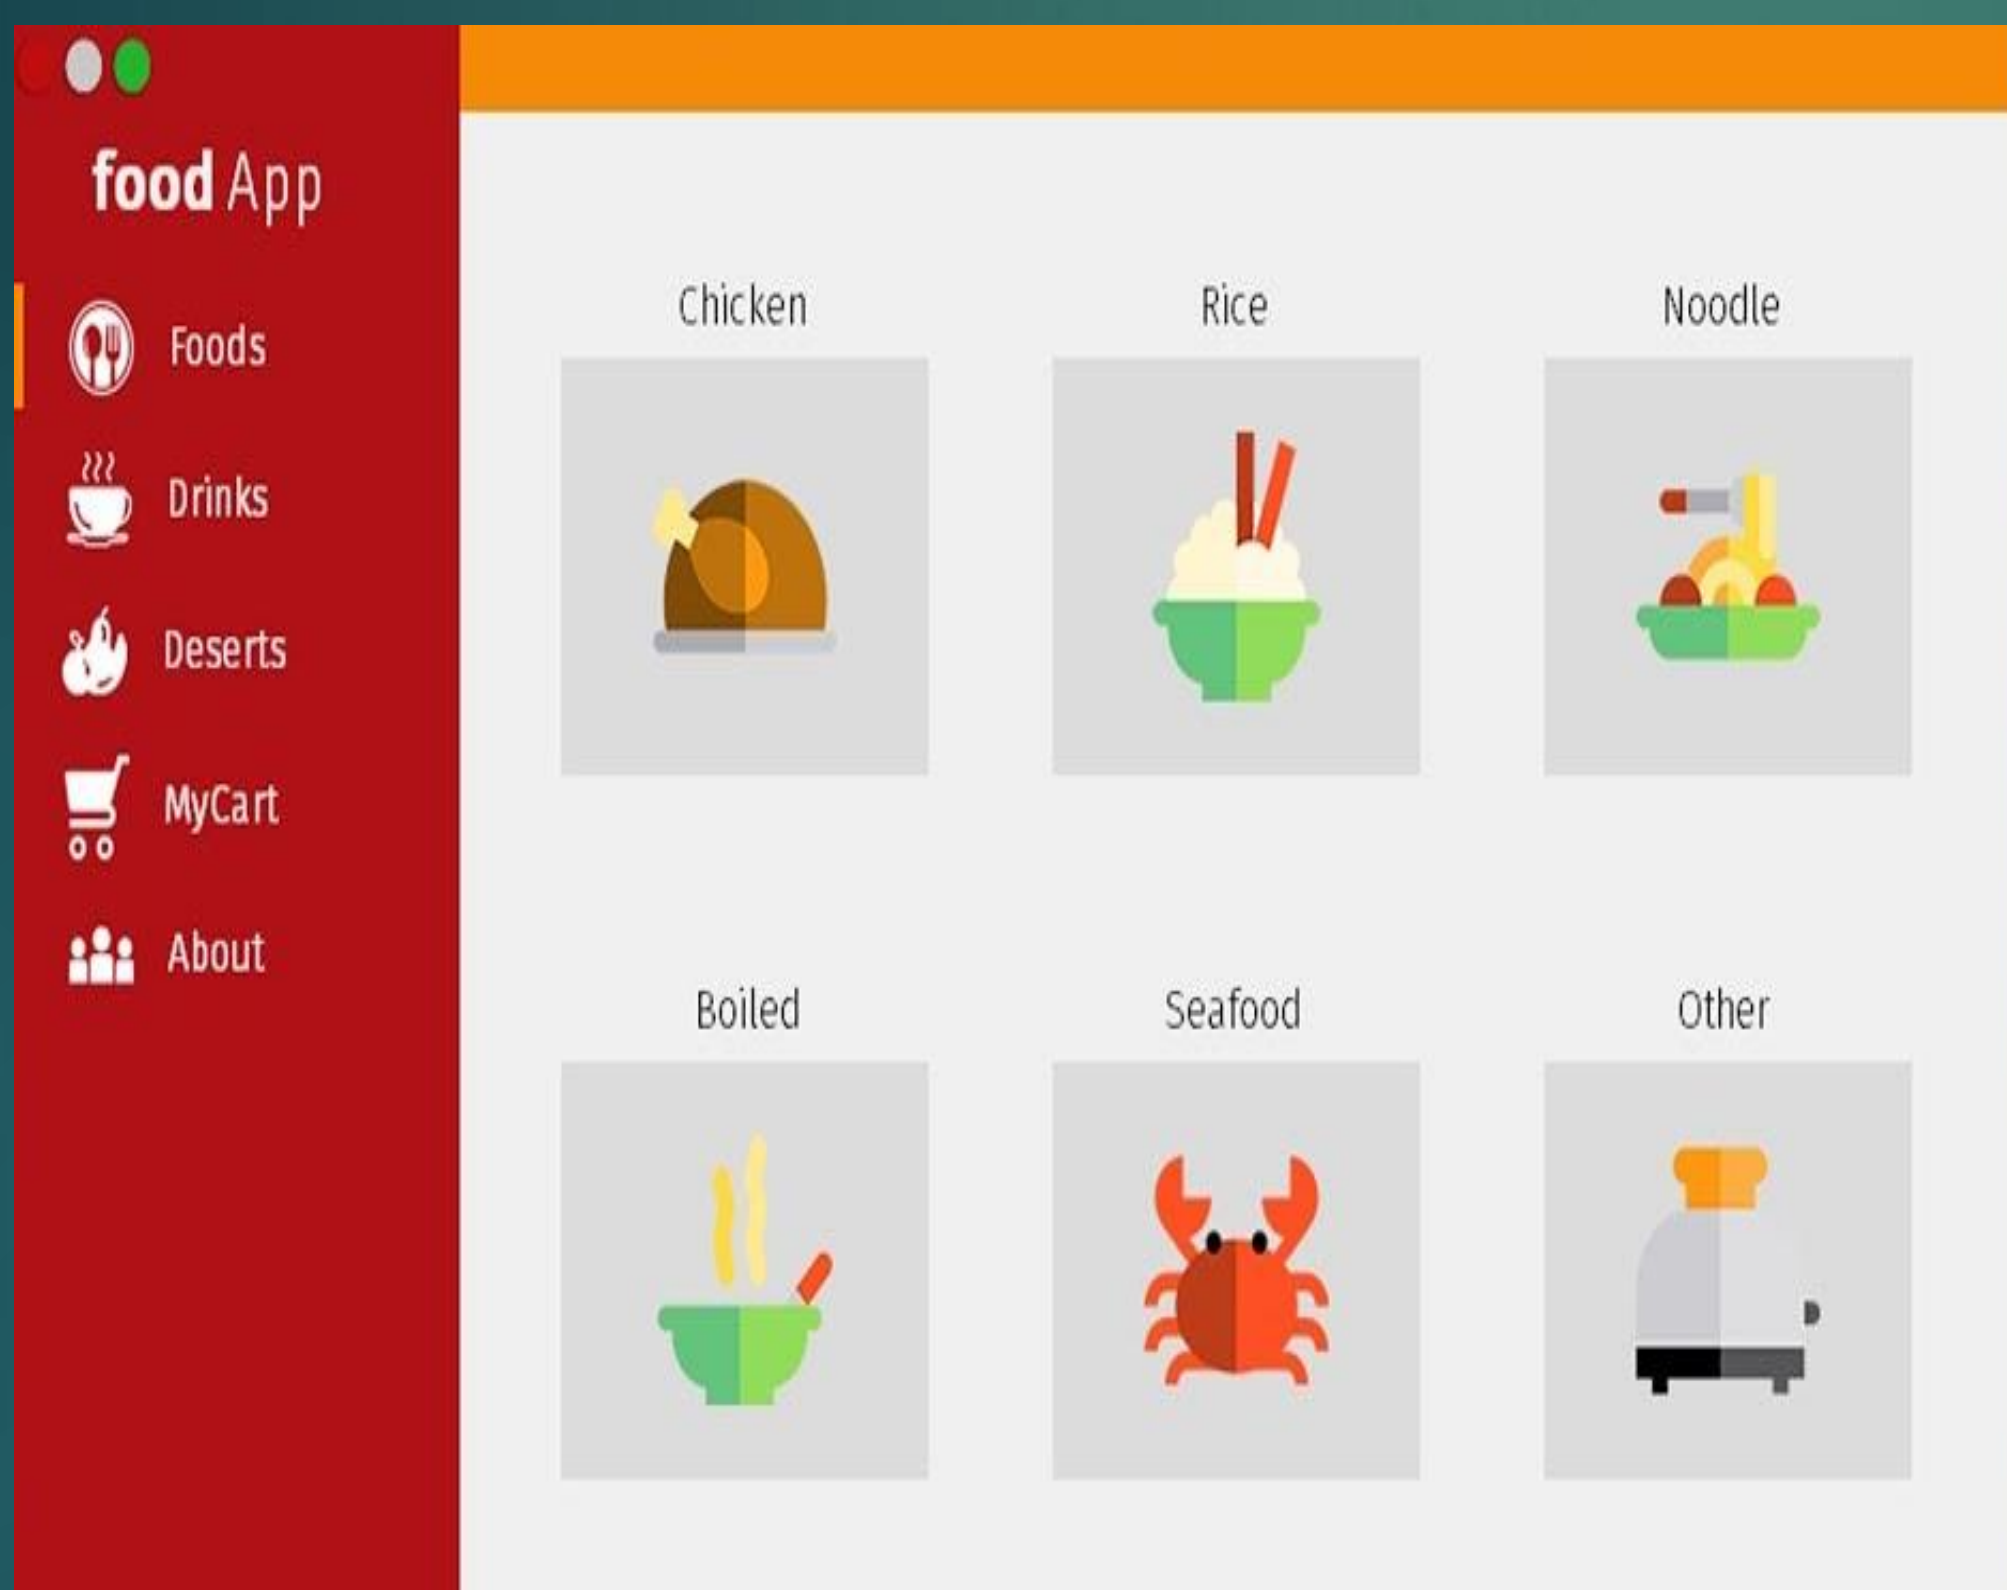 food App
Foods
Drinks
Deserts
MyCart
About
Chicken
Rice
Noodle
Boiled
Seafood
Other